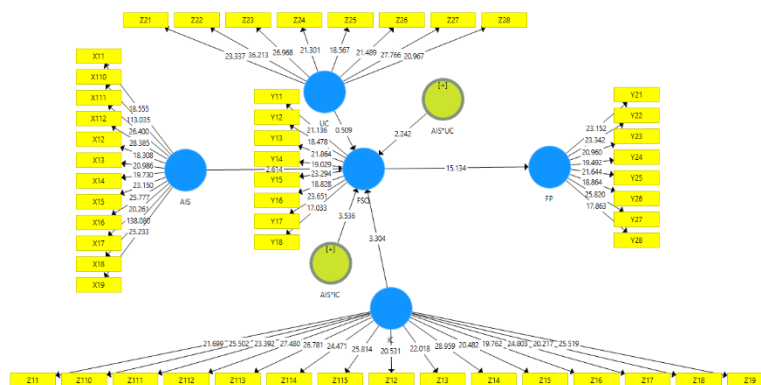 Z21 Z22 Z23 Z24 Z25 Z26 Z27 Z28
23.337 36.213 26.968 21.301 18.567 21.489 27.766 20.967
UC
X11
X110
X111
X112
X12
X13
X14
X15
X16
X17
X18
X19
18.555
113.035
26.400
28.385
18.308
20.986
19.730
23.150
25.777
20.261
138.080
25.233
AIS
2.614
Y11
Y12
Y13
Y14
Y15
Y16
Y17
Y18
21.136
18.478
21.864
19.029
23.294
18.828
23.651
17.033
0.509
[+]
AIS*UC
2.242
FSQ
15.134
FP
23.152
23.342
20.960
19.492
21.644
18.864
25.820
17.863
Y21
Y22
Y23
Y24
Y25
Y26
Y27
Y28
3.536
[+]
AIS*IC
3.304
IC
21.699 25.502 23.392 27.480 26.781 24.471 25.814 20.531 22.018 28.959 20.482 19.762 24.803 20.217 25.519
Z11 Z110 Z111 Z112 Z113 Z114 Z115 Z12 Z13 Z14 Z15 Z16 Z17 Z18 Z19